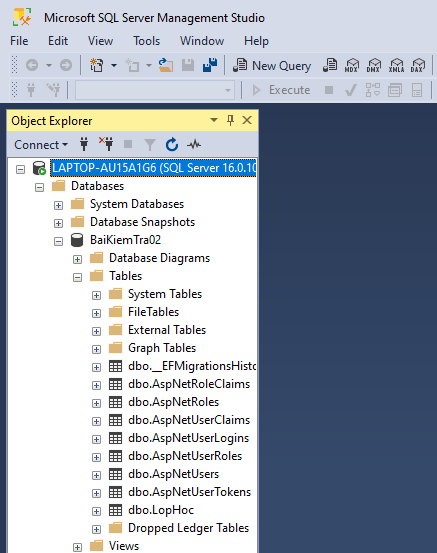 Microsoft SQL Server Management Studio
File Edit View Tools Window Help
New Query MDX DMX XMLA DAX
Execute
Object Explorer
Connect
LAPTOP-AU15A1G6 (SQL Server 16.0.10
Databases
System Databases
Database Snapshots
BaiKiemTra02
Database Diagrams
Tables
System Tables
FileTables
External Tables
Graph Tables
dbo.__EFMigrationsHisto
dbo.AspNetRoleClaims
dbo.AspNetRoles
dbo.AspNetUserClaims
dbo.AspNetUserLogins
dbo.AspNetUserRoles
dbo.AspNetUsers
dbo.AspNetUserTokens
dbo.LopHoc
Dropped Ledger Tables
Views